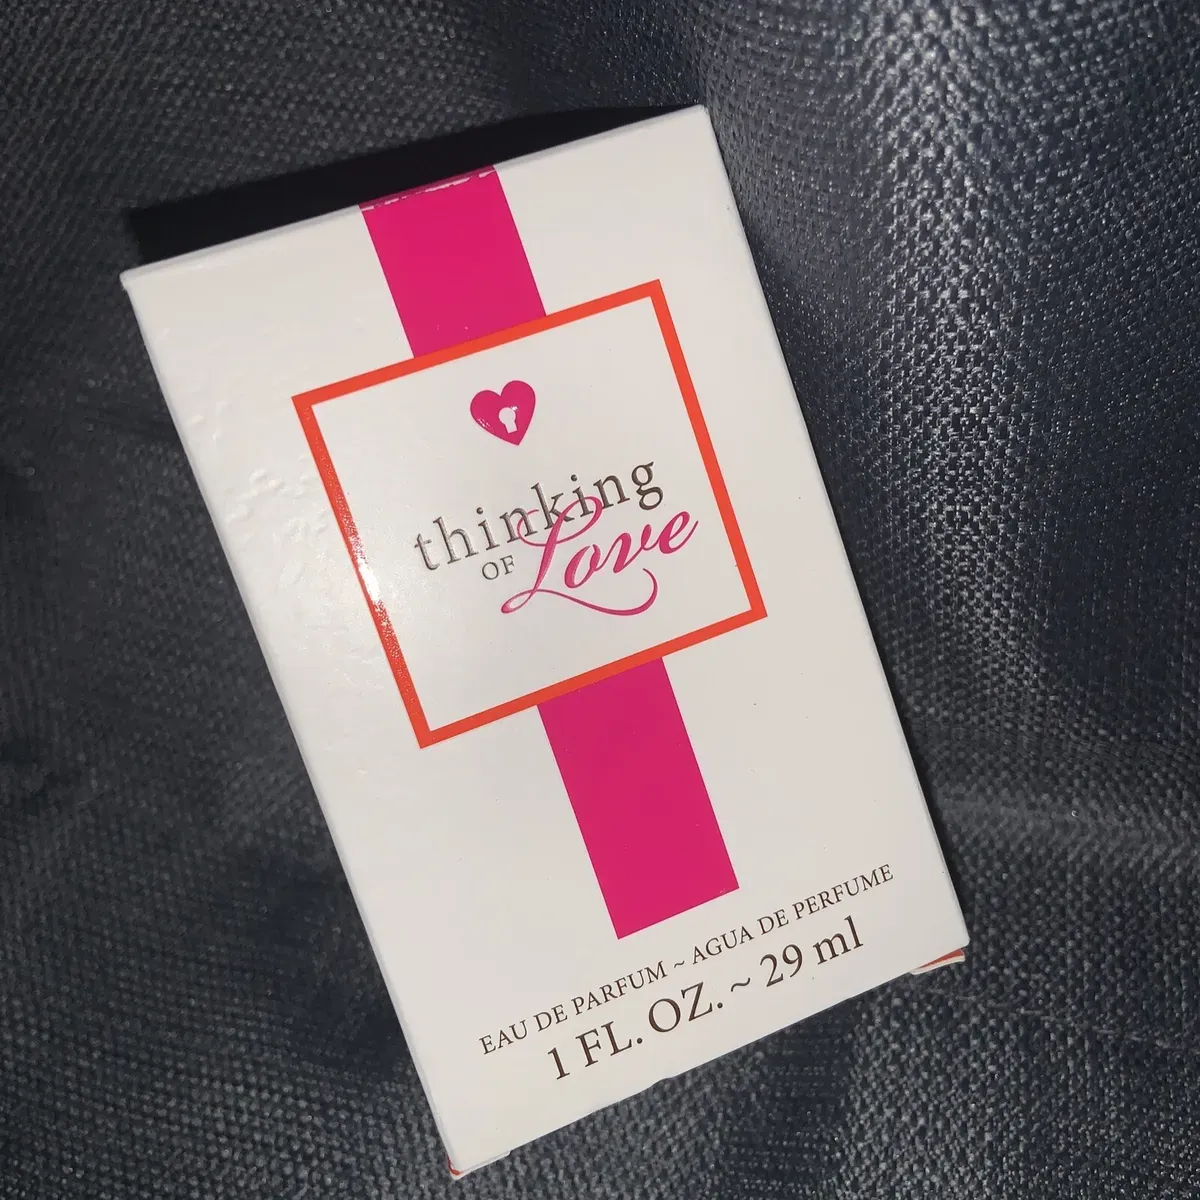 thinking
OF Love
EAU DE PARFUM ~ AGUA DE PERFUME
1 FL. OZ. ~ 29 ml